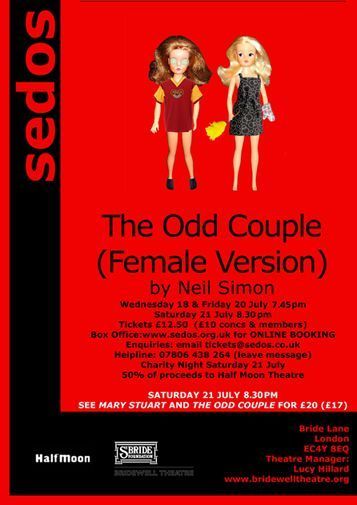 sedos
The Odd Couple
(Female Version)
by Neil Simon
Wednesday 18 & Friday 20 July 7.45pm
Saturday 21 July 8.30pm
Tickets £12.50 (£10 concs & members)
Box Office:www.sedos.org.uk for ONLINE BOOKING
Enquiries: email tickets@sedos.co.uk
Helpline: 07806 438 264 (leave message)
Charity Night Saturday 21 July
50% of proceeds to Half Moon Theatre
SATURDAY 21 JULY 8.30PM
SEE MARY STUART AND THE ODD COUPLE FOR £20 (£17)
Bride Lane
London
EC4Y 8EQ
Theatre Manager:
Lucy Hillard
www.bridewelltheatre.org
HalfMoon
S BRIDE
FOUNDATION
BRIDEWELL THEATRE